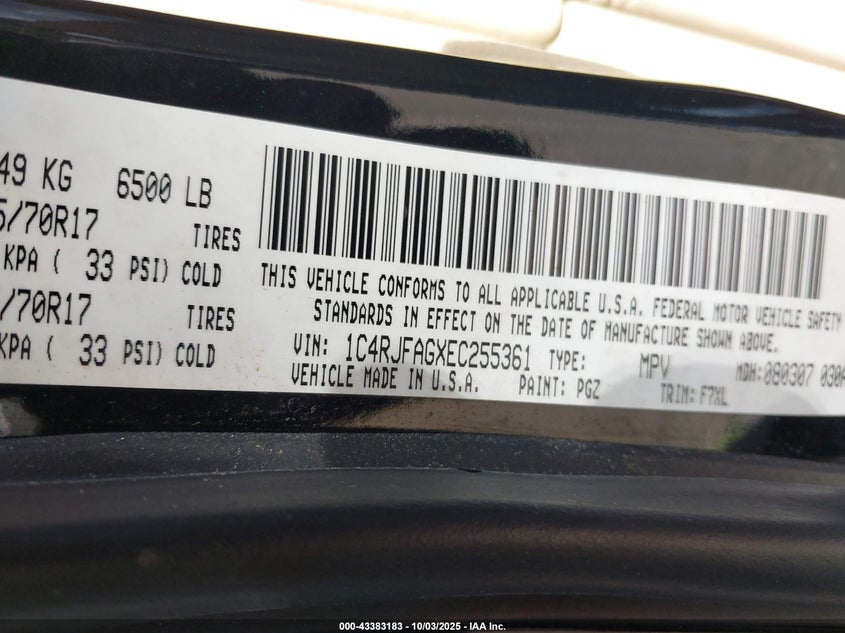 49 KG 6500 LB
5/70R17 TIRES
KPA ( 33 PSI) COLD
/70R17 TIRES
KPA ( 33 PSI) COLD
THIS VEHICLE CONFORMS TO ALL APPLICABLE U.S.A. FEDERAL MOTOR VEHICLE SAFETY
STANDARDS IN EFFECT ON THE DATE OF MANUFACTURE SHOWN ABOVE.
VIN: 1C4RJFAGXEC255361 TYPE: MPV MDH: 080307 030A
VEHICLE MADE IN U.S.A. PAINT: PGZ TRIM: F7XL
000-43383183 - 10/03/2025 - IAA Inc.